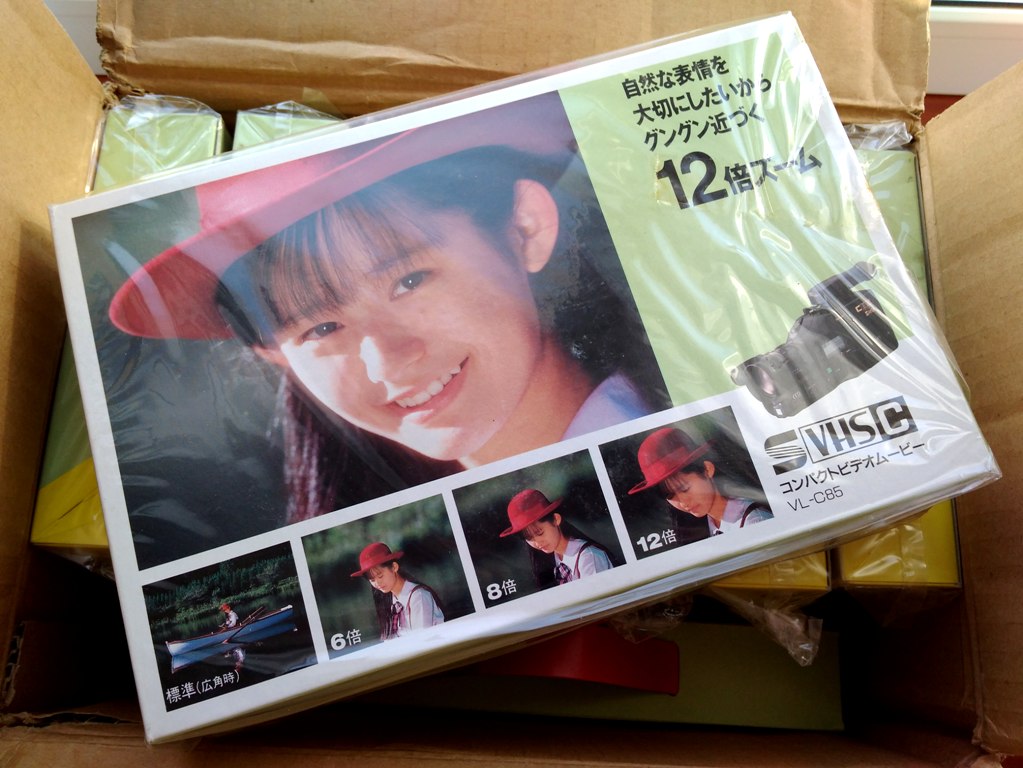 自然な表情を
大切にしたいから
グングン近づく
12倍ズーム
S VHS C
コンパクトビデオムービー
VL-C85
標準(広角時)
6倍
8倍
12倍